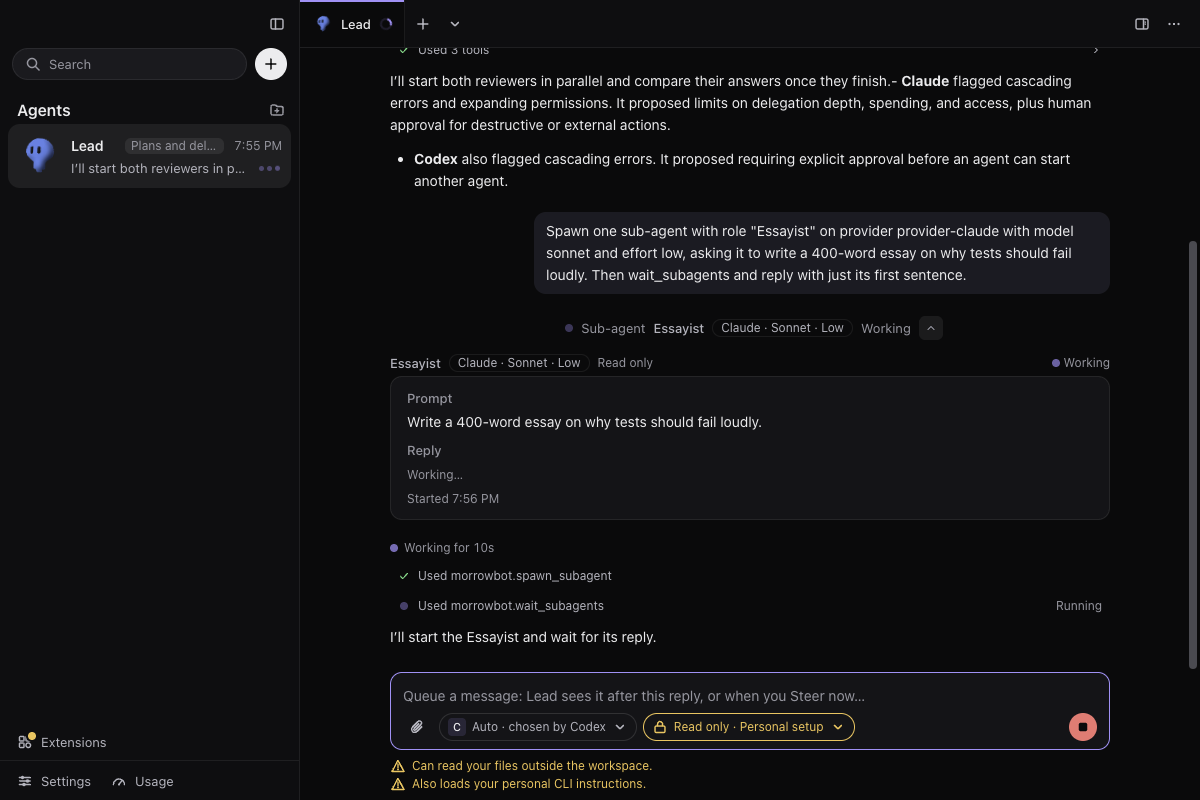 Lead
Search
Agents
Lead
Plans and del...
7:55 PM
I'll start both reviewers in p...
Extensions
Settings
Usage
Used 3 tools
I'll start both reviewers in parallel and compare their answers once they finish.- Claude flagged cascading
errors and expanding permissions. It proposed limits on delegation depth, spending, and access, plus human
approval for destructive or external actions.
• Codex also flagged cascading errors. It proposed requiring explicit approval before an agent can start
another agent.
Spawn one sub-agent with role "Essayist" on provider provider-claude with model
sonnet and effort low, asking it to write a 400-word essay on why tests should fail
loudly. Then wait_subagents and reply with just its first sentence.
Sub-agent Essayist Claude · Sonnet · Low Working
Essayist Claude · Sonnet · Low Read only Working
Prompt
Write a 400-word essay on why tests should fail loudly.
Reply
Working...
Started 7:56 PM
Working for 10s
Used morrowbot.spawn_subagent
Used morrowbot.wait_subagents Running
I'll start the Essayist and wait for its reply.
Queue a message: Lead sees it after this reply, or when you Steer now...
C Auto · chosen by Codex Read only · Personal setup
Can read your files outside the workspace.
Also loads your personal CLI instructions.